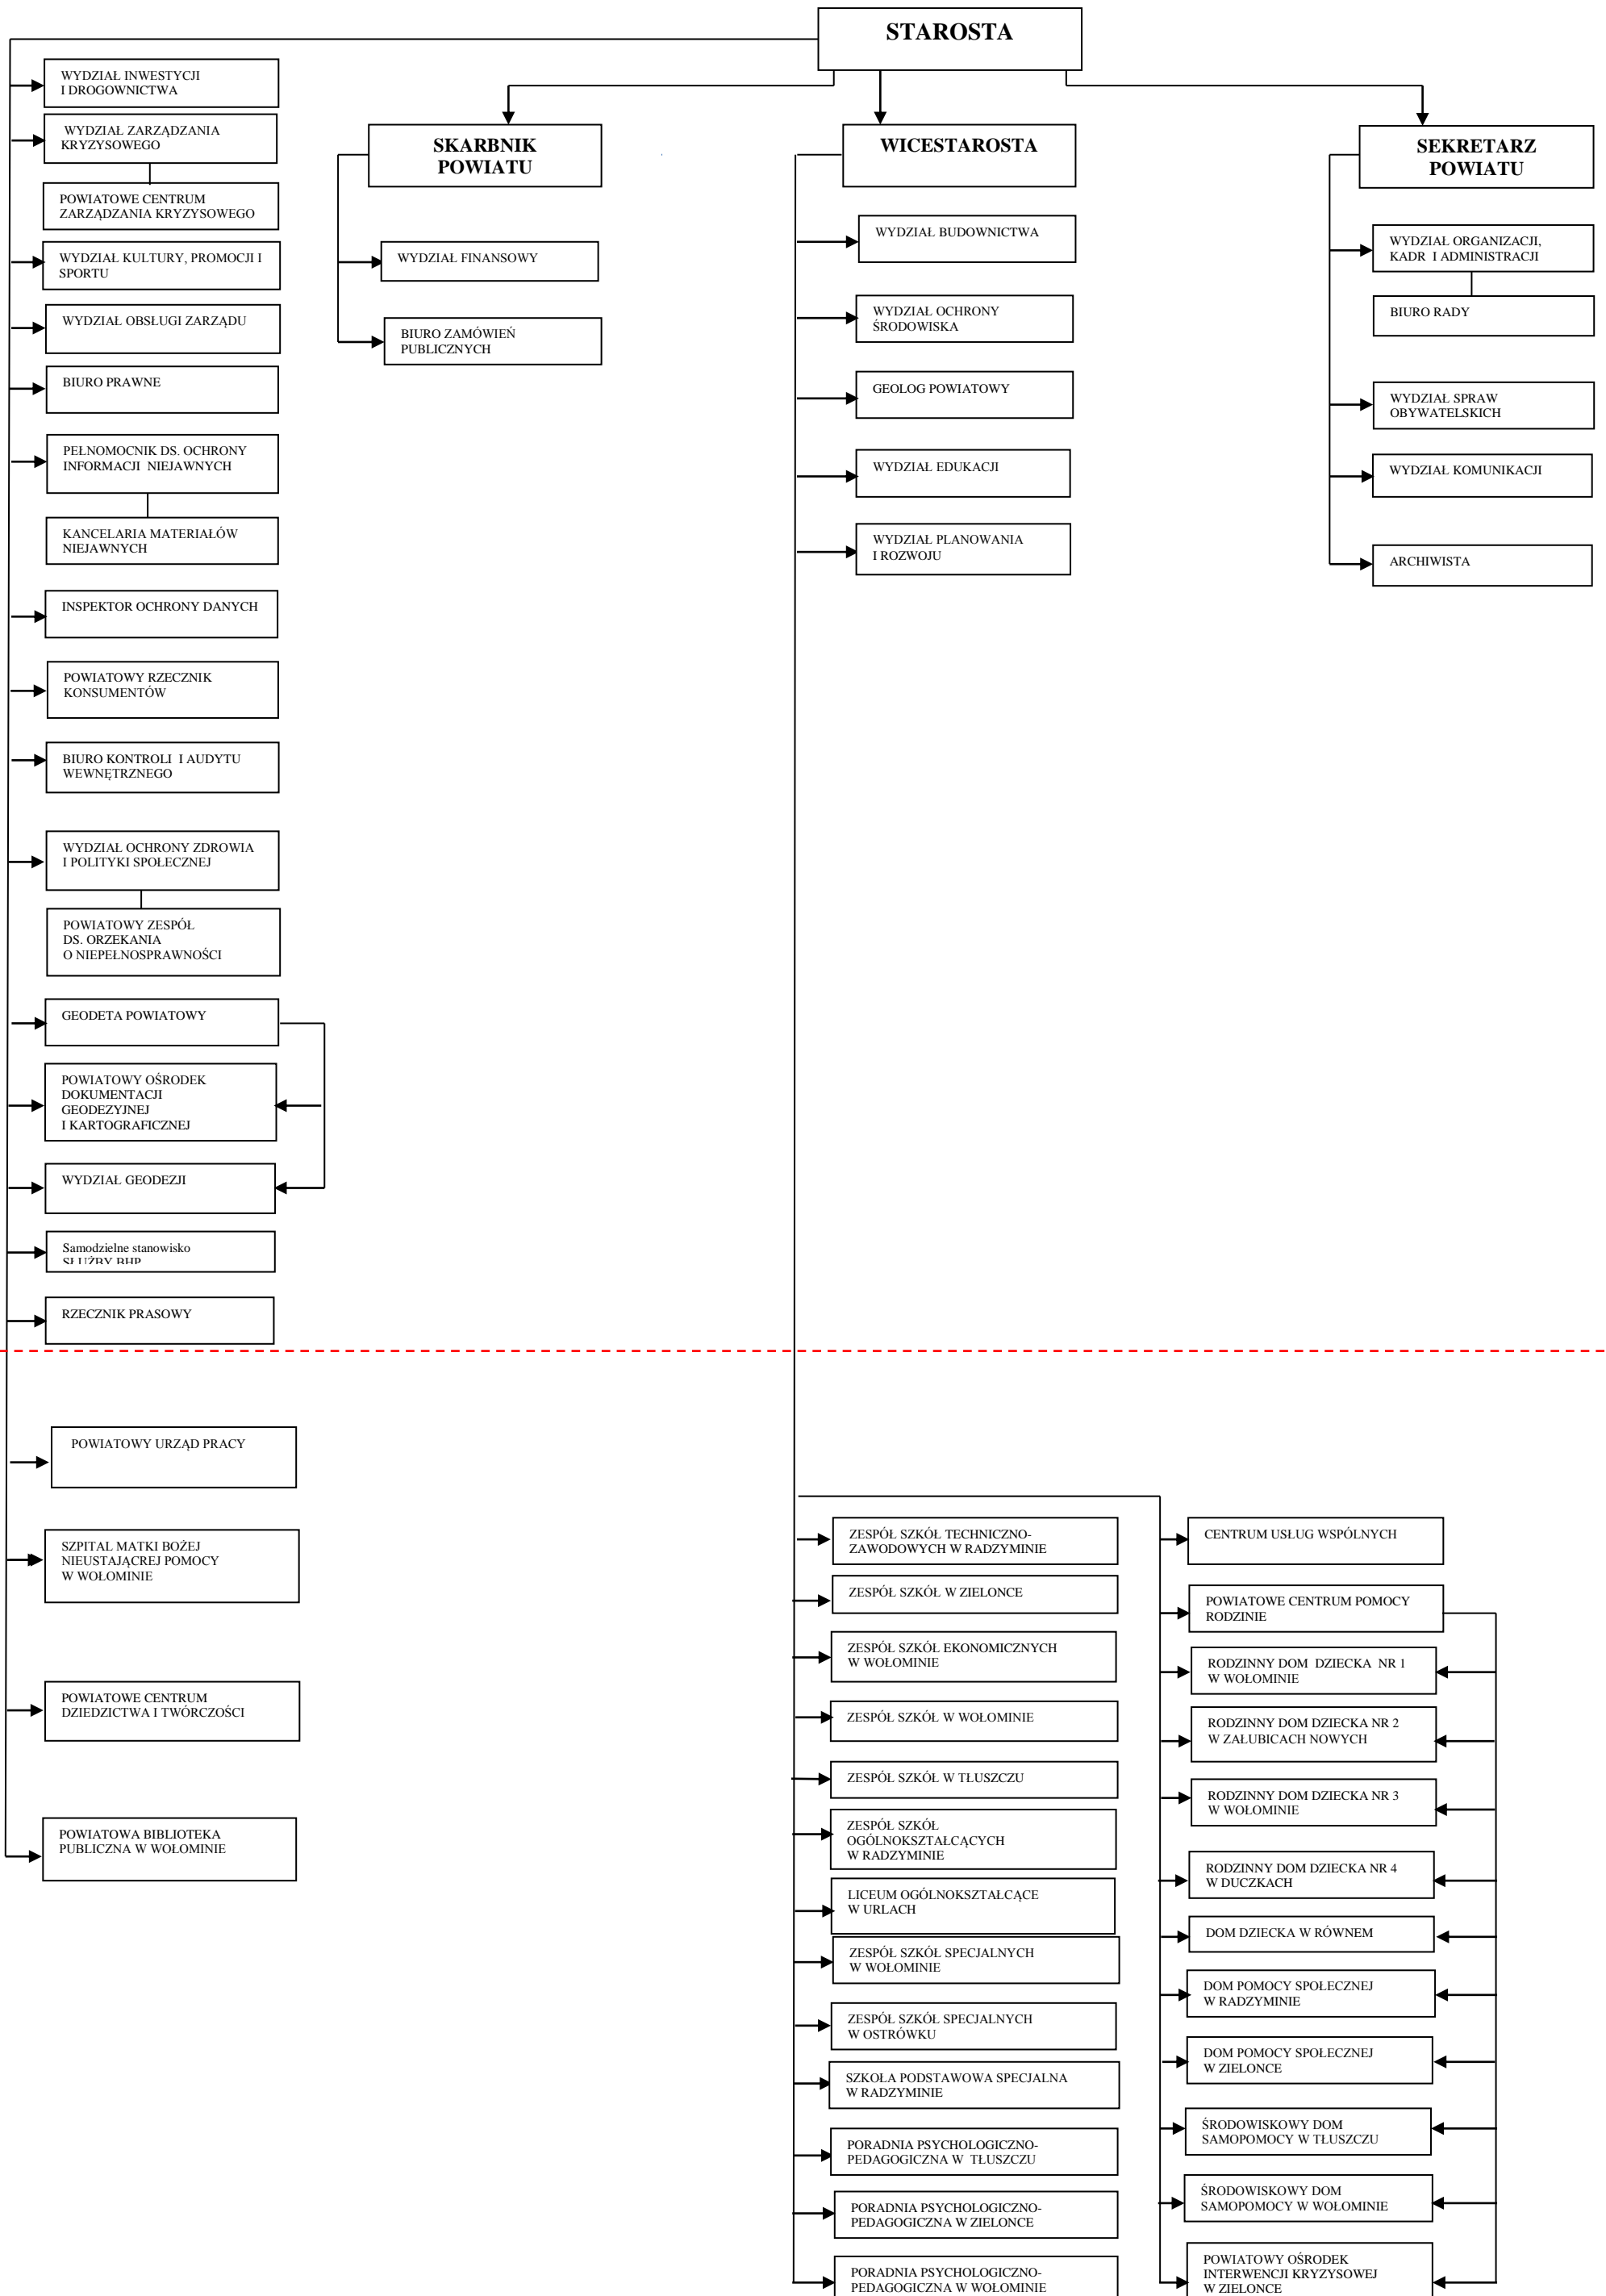 STAROSTA
WYDZIAŁ INWESTYCJI
I DROGOWNICTWA
WYDZIAŁ ZARZĄDZANIA
KRYZYSOWEGO
POWIATOWE CENTRUM
ZARZĄDZANIA KRYZYSOWEGO
WYDZIAŁ KULTURY, PROMOCJI I
SPORTU
WYDZIAŁ OBSŁUGI ZARZĄDU
BIURO PRAWNE
PEŁNOMOCNIK DS. OCHRONY
INFORMACJI NIEJAWNYCH
KANCELARIA MATERIAŁÓW
NIEJAWNYCH
INSPEKTOR OCHRONY DANYCH
POWIATOWY RZECZNIK
KONSUMENTÓW
BIURO KONTROLI I AUDYTU
WEWNĘTRZNEGO
WYDZIAŁ OCHRONY ZDROWIA
I POLITYKI SPOŁECZNEJ
POWIATOWY ZESPÓŁ
DS. ORZEKANIA
O NIEPEŁNOSPRAWNOŚCI
GEODETA POWIATOWY
POWIATOWY OŚRODEK
DOKUMENTACJI
GEODEZYJNEJ
I KARTOGRAFICZNEJ
WYDZIAŁ GEODEZJI
Samodzielne stanowisko
SŁUŻBY BHP
RZECZNIK PRASOWY
SKARBNIK
POWIATU
WYDZIAŁ FINANSOWY
BIURO ZAMÓWIEŃ
PUBLICZNYCH
WICESTAROSTA
WYDZIAŁ BUDOWNICTWA
WYDZIAŁ OCHRONY
ŚRODOWISKA
GEOLOG POWIATOWY
WYDZIAŁ EDUKACJI
WYDZIAŁ PLANOWANIA
I ROZWOJU
SEKRETARZ
POWIATU
WYDZIAŁ ORGANIZACJI,
KADR I ADMINISTRACJI
BIURO RADY
WYDZIAŁ SPRAW
OBYWATELSKICH
WYDZIAŁ KOMUNIKACJI
ARCHIWISTA
POWIATOWY URZĄD PRACY
SZPITAL MATKI BOŻEJ
NIEUSTAJĄCREJ POMOCY
W WOŁOMINIE
POWIATOWE CENTRUM
DZIEDZICTWA I TWÓRCZOŚCI
POWIATOWA BIBLIOTEKA
PUBLICZNA W WOŁOMINIE
ZESPÓŁ SZKÓŁ TECHNICZNO-
ZAWODOWYCH W RADZYMINIE
ZESPÓŁ SZKÓŁ W ZIELONCE
ZESPÓŁ SZKÓŁ EKONOMICZNYCH
W WOŁOMINIE
ZESPÓŁ SZKÓŁ W WOŁOMINIE
ZESPÓŁ SZKÓŁ W TŁUSZCZU
ZESPÓŁ SZKÓŁ
OGÓLNOKSZTAŁCĄCYCH
W RADZYMINIE
LICEUM OGÓLNOKSZTAŁCĄCE
W URLACH
ZESPÓŁ SZKÓŁ SPECJALNYCH
W WOŁOMINIE
ZESPÓŁ SZKÓŁ SPECJALNYCH
W OSTRÓWKU
SZKOŁA PODSTAWOWA SPECJALNA
W RADZYMINIE
PORADNIA PSYCHOLOGICZNO-
PEDAGOGICZNA W TŁUSZCZU
PORADNIA PSYCHOLOGICZNO-
PEDAGOGICZNA W ZIELONCE
PORADNIA PSYCHOLOGICZNO-
PEDAGOGICZNA W WOŁOMINIE
CENTRUM USŁUG WSPÓLNYCH
POWIATOWE CENTRUM POMOCY
RODZINIE
RODZINNY DOM DZIECKA NR 1
W WOŁOMINIE
RODZINNY DOM DZIECKA NR 2
W ZAŁUBICACH NOWYCH
RODZINNY DOM DZIECKA NR 3
W WOŁOMINIE
RODZINNY DOM DZIECKA NR 4
W DUCZKACH
DOM DZIECKA W RÓWNEM
DOM POMOCY SPOŁECZNEJ
W RADZYMINIE
DOM POMOCY SPOŁECZNEJ
W ZIELONCE
ŚRODOWISKOWY DOM
SAMOPOMOCY W TŁUSZCZU
ŚRODOWISKOWY DOM
SAMOPOMOCY W WOŁOMINIE
POWIATOWY OŚRODEK
INTERWENCJI KRYZYSOWEJ
W ZIELONCE